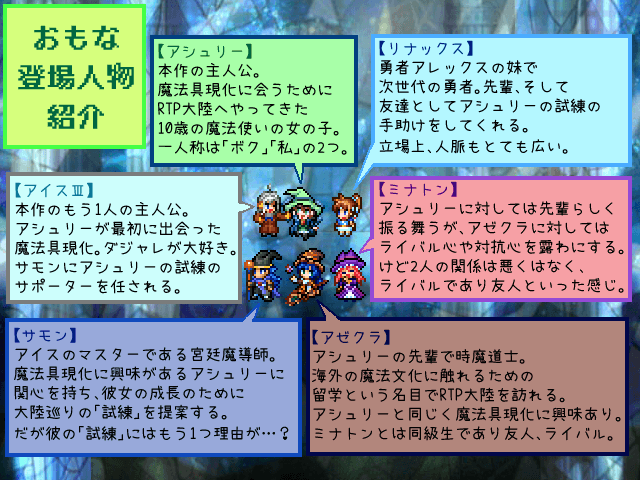 おもな
登場人物
紹介
【アシュリー】
本作の主人公。
魔法具現化に会うために
RTP大陸へやってきた
10歳の魔法使いの女の子。
一人称は「ボク」「私」の2つ。
【リナックス】
勇者アレックスの妹で
次世代の勇者。先輩、そして
友達としてアシュリーの試練の
手助けをしてくれる。
立場上、人脈もとても広い。
【アイスⅢ】
本作のもう1人の主人公。
アシュリーが最初に出会った
魔法具現化。ダジャレが大好き。
サモンにアシュリーの試練の
サポーターを任される。
【ミナトン】
アシュリーに対しては先輩らしく
振る舞うが、アゼクラに対しては
ライバル心や対抗心を露わにする。
けど2人の関係は悪くはなく、
ライバルであり友人といった感じ。
【サモン】
アイスのマスターである宮廷魔導師。
魔法具現化に興味があるアシュリーに
関心を持ち、彼女の成長のために
大陸巡りの「試練」を提案する。
だが彼の「試練」にはもう1つ理由が…？
【アゼクラ】
アシュリーの先輩で時魔道士。
海外の魔法文化に触れるための
留学という名目でRTP大陸を訪れる。
アシュリーと同じく魔法具現化に興味あり。
ミナトンとは同級生であり友人、ライバル。